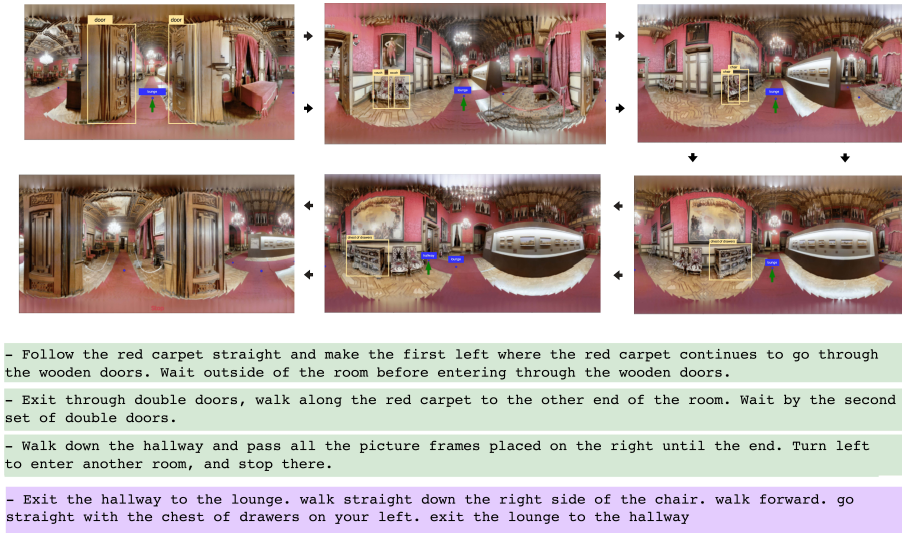 door
door
lounge
lounge
lounge
chest of drawers
hallway
lounge
chest of drawers
lounge
– Follow the red carpet straight and make the first left where the red carpet continues to go through
the wooden doors. Wait outside of the room before entering through the wooden doors.
– Exit through double doors, walk along the red carpet to the other end of the room. Wait by the second
set of double doors.
– Walk down the hallway and pass all the picture frames placed on the right until the end. Turn left
to enter another room, and stop there.
– Exit the hallway to the lounge. walk straight down the right side of the chair. walk forward. go
straight with the chest of drawers on your left. exit the lounge to the hallway